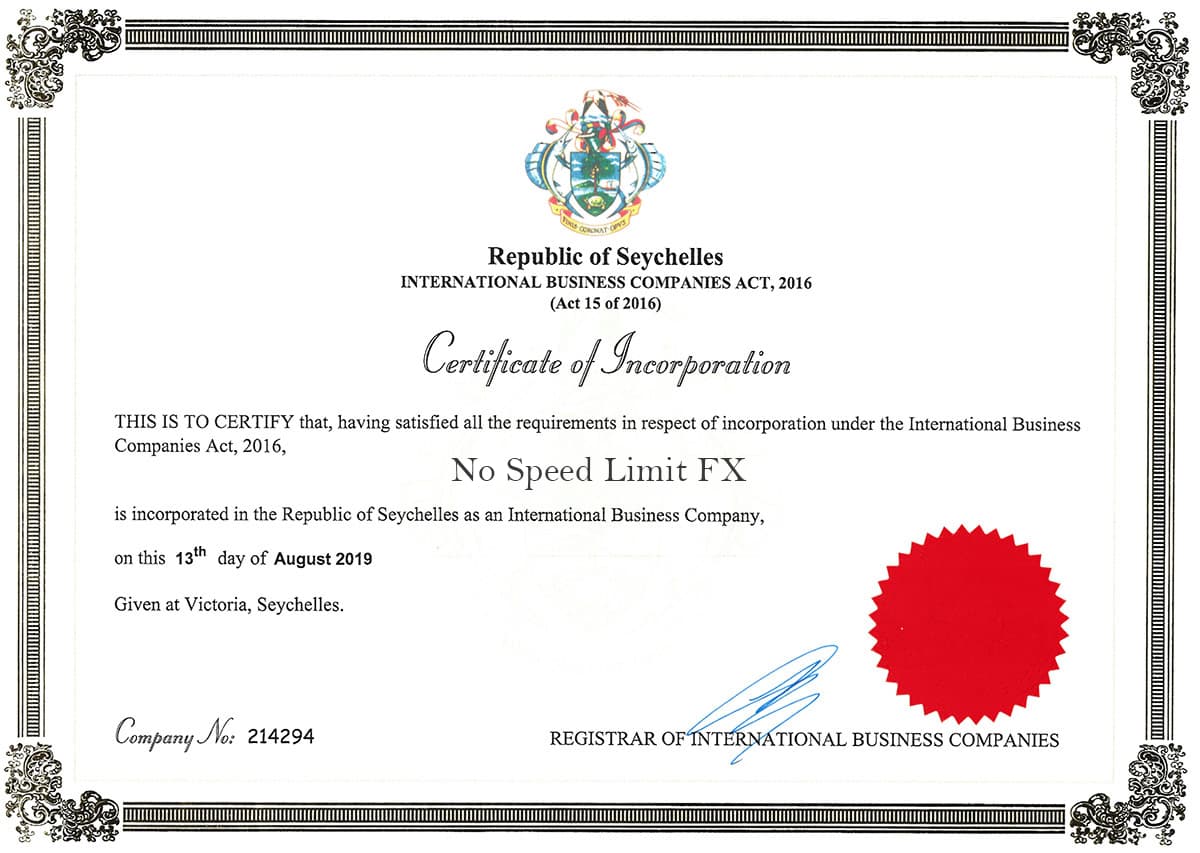 FINIS CORONAT OPUS
Republic of Seychelles
INTERNATIONAL BUSINESS COMPANIES ACT, 2016
(Act 15 of 2016)
Certificate of Incorporation
THIS IS TO CERTIFY that, having satisfied all the requirements in respect of incorporation under the International Business
Companies Act, 2016,
No Speed Limit FX
is incorporated in the Republic of Seychelles as an International Business Company,
on this 13th day of August 2019
Given at Victoria, Seychelles.
Company No: 214294
REGISTRAR OF INTERNATIONAL BUSINESS COMPANIES